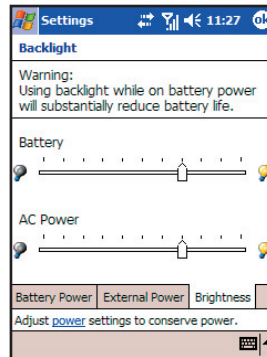 Settings 11:27 ok
Backlight
Warning:
Using backlight while on battery power
will substantially reduce battery life.
Battery
AC Power
Battery Power External Power Brightness
Adjust power settings to conserve power.